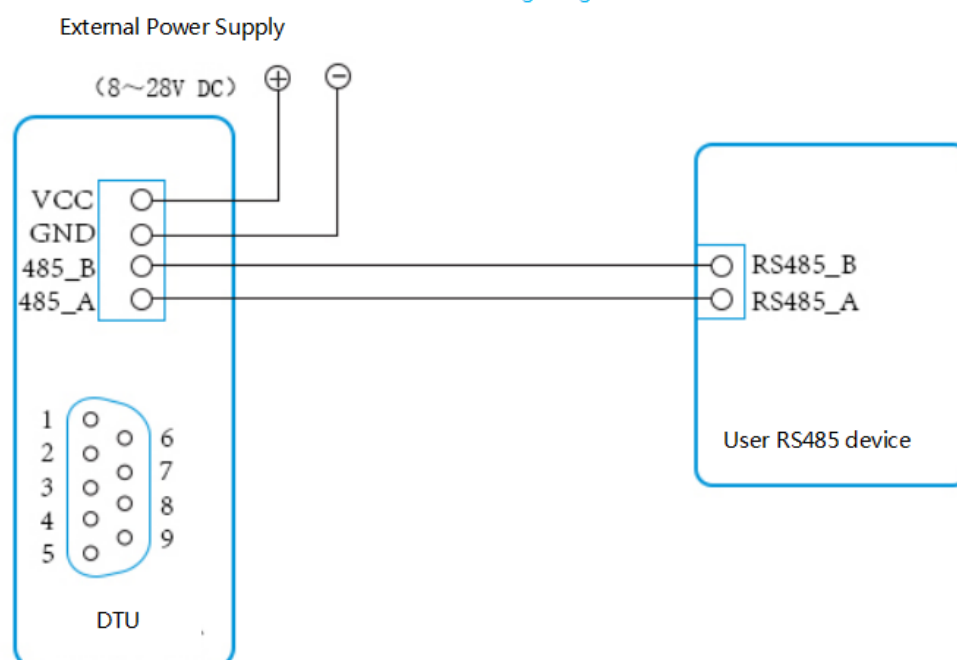 External Power Supply
(8~28V DC)
VCC
GND
485_B
485_A
RS485_B
RS485_A
1
6
2
7
3
8
4
9
5
User RS485 device
DTU